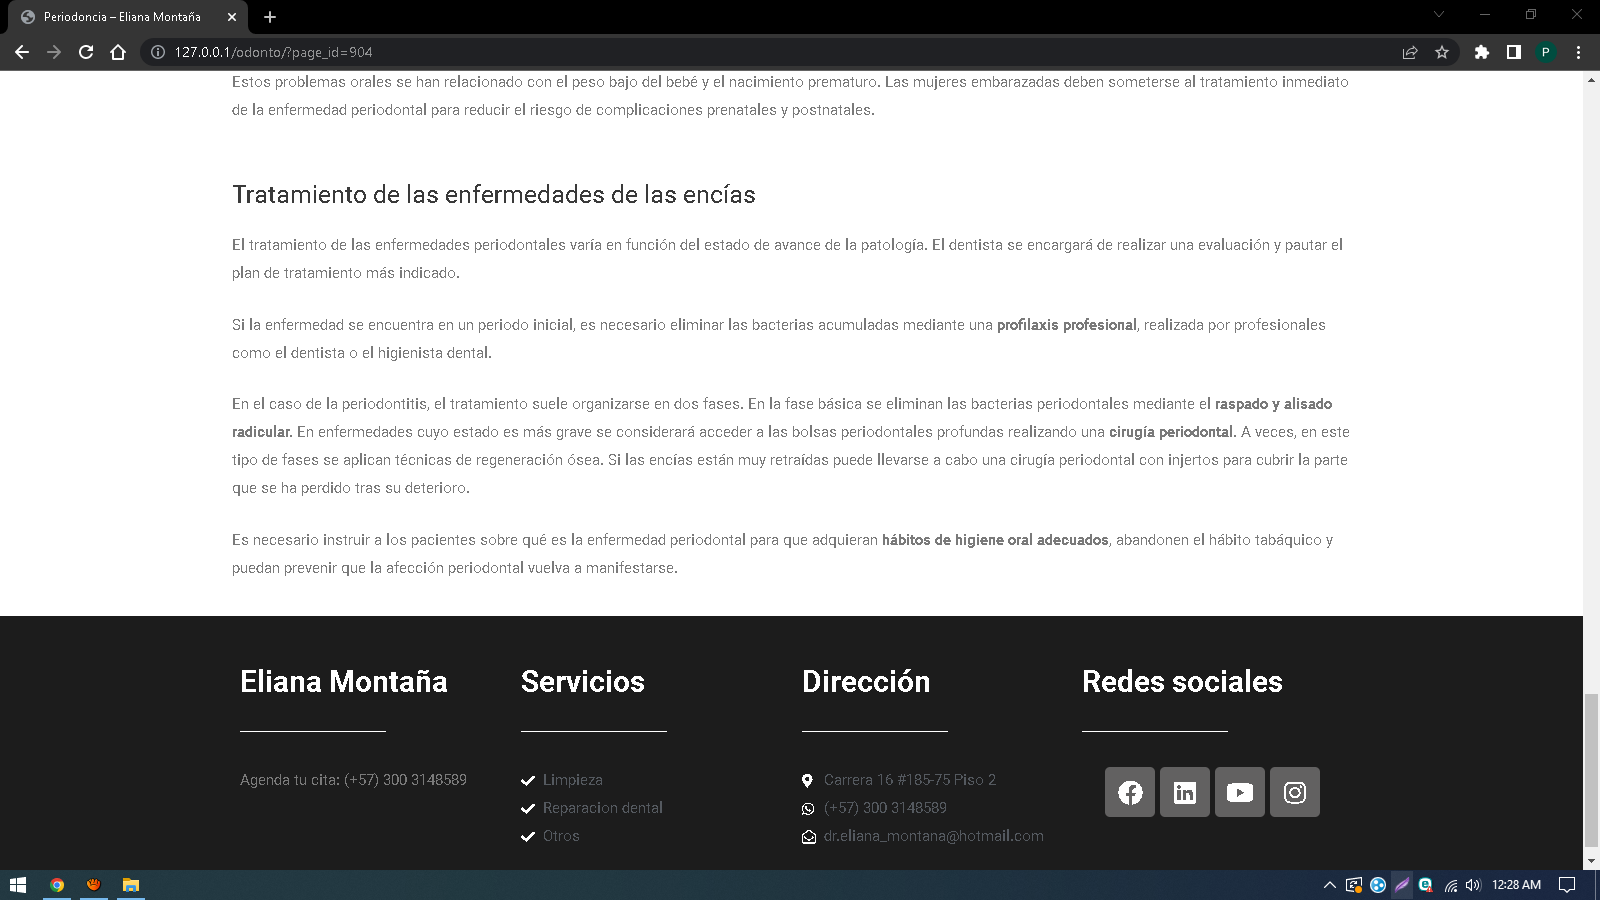 Periodoncia – Eliana Montaña
127.0.0.1/odonto/?page_id=904
P
Estos problemas orales se han relacionado con el peso bajo del bebé y el nacimiento prematuro. Las mujeres embarazadas deben someterse al tratamiento inmediato
de la enfermedad periodontal para reducir el riesgo de complicaciones prenatales y postnatales.
Tratamiento de las enfermedades de las encías
El tratamiento de las enfermedades periodontales varía en función del estado de avance de la patología. El dentista se encargará de realizar una evaluación y pautar el
plan de tratamiento más indicado.
Si la enfermedad se encuentra en un periodo inicial, es necesario eliminar las bacterias acumuladas mediante una profilaxis profesional, realizada por profesionales
como el dentista o el higienista dental.
En el caso de la periodontitis, el tratamiento suele organizarse en dos fases. En la fase básica se eliminan las bacterias periodontales mediante el raspado y alisado
radicular. En enfermedades cuyo estado es más grave se considerará acceder a las bolsas periodontales profundas realizando una cirugía periodontal. A veces, en este
tipo de fases se aplican técnicas de regeneración ósea. Si las encías están muy retraídas puede llevarse a cabo una cirugía periodontal con injertos para cubrir la parte
que se ha perdido tras su deterioro.
Es necesario instruir a los pacientes sobre qué es la enfermedad periodontal para que adquieran hábitos de higiene oral adecuados, abandonen el hábito tabáquico y
puedan prevenir que la afección periodontal vuelva a manifestarse.
Eliana Montaña
Agenda tu cita: (+57) 300 3148589
Servicios
Limpieza
Reparacion dental
Otros
Dirección
Carrera 16 #185-75 Piso 2
(+57) 300 3148589
dr.eliana_montana@hotmail.com
Redes sociales
12:28 AM